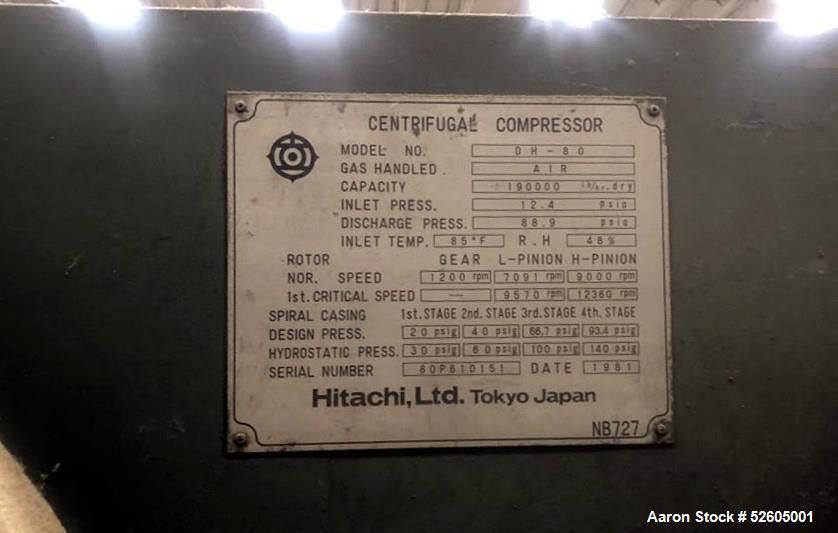 CENTRIFUGAL COMPRESSOR
MODEL NO. DH-80
GAS HANDLED. AIR
CAPACITY 190000 lb/hr.dry
INLET PRESS. 12.4 psia
DISCHARGE PRESS. 88.9 psia
INLET TEMP. 85°F R.H 48%
ROTOR GEAR L-PINION H-PINION
NOR. SPEED 1200 rpm 7091 rpm 9000 rpm
1st. CRITICAL SPEED — 9570 rpm 12360 rpm
SPIRAL CASING 1st. STAGE 2nd. STAGE 3rd. STAGE 4th. STAGE
DESIGN PRESS. 20 psig 40 psig 66.7 psig 93.4 psig
HYDROSTATIC PRESS. 30 psig 60 psig 100 psig 140 psig
SERIAL NUMBER 80P610151 DATE 1981
Hitachi, Ltd. Tokyo Japan
NB727
Aaron Stock # 52605001